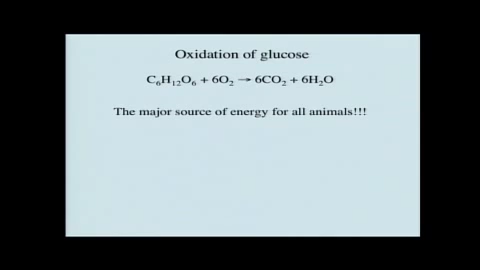 Oxidation of glucose
C₆H₁₂O₆ + 6O₂ → 6CO₂ + 6H₂O
The major source of energy for all animals!!!